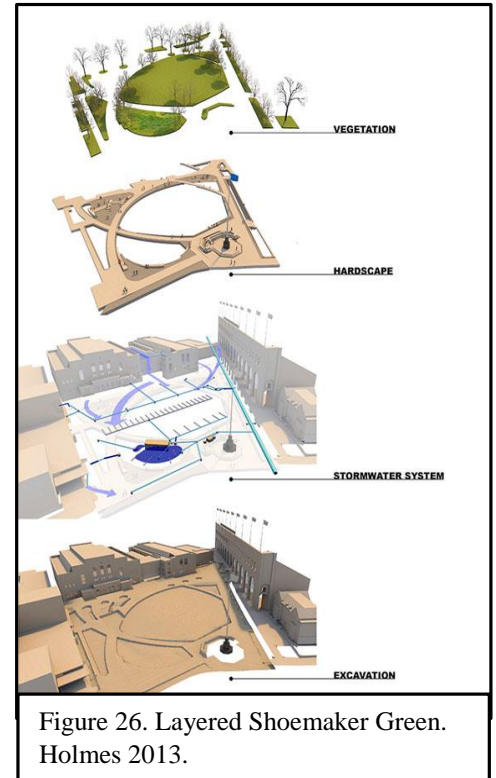 VEGETATION
HARDSCAPE
STORMWATER SYSTEM
EXCAVATION
Figure 26. Layered Shoemaker Green.
Holmes 2013.